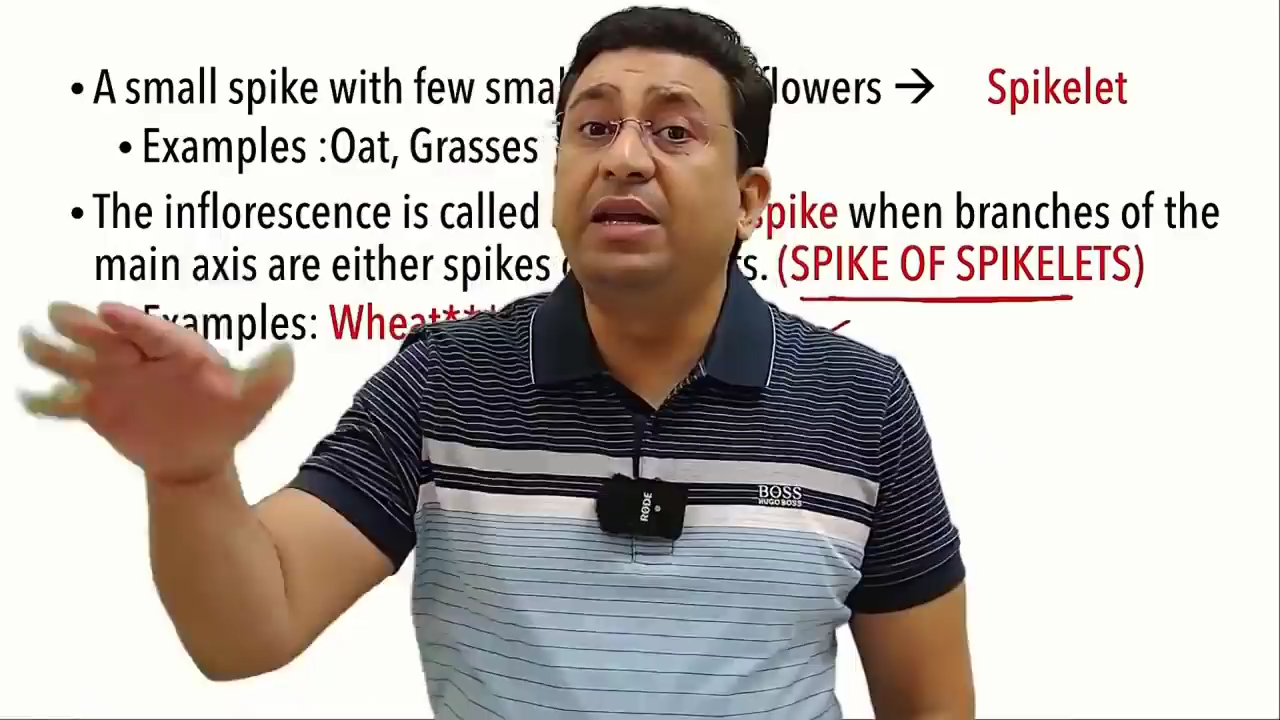 • A small spike with few smal lowers → Spikelet
• Examples :Oat, Grasses
• The inflorescence is called spike when branches of the
main axis are either spikes s. (SPIKE OF SPIKELETS)
Examples: Wheat**
BOSS
HUGO BOSS
RØDE